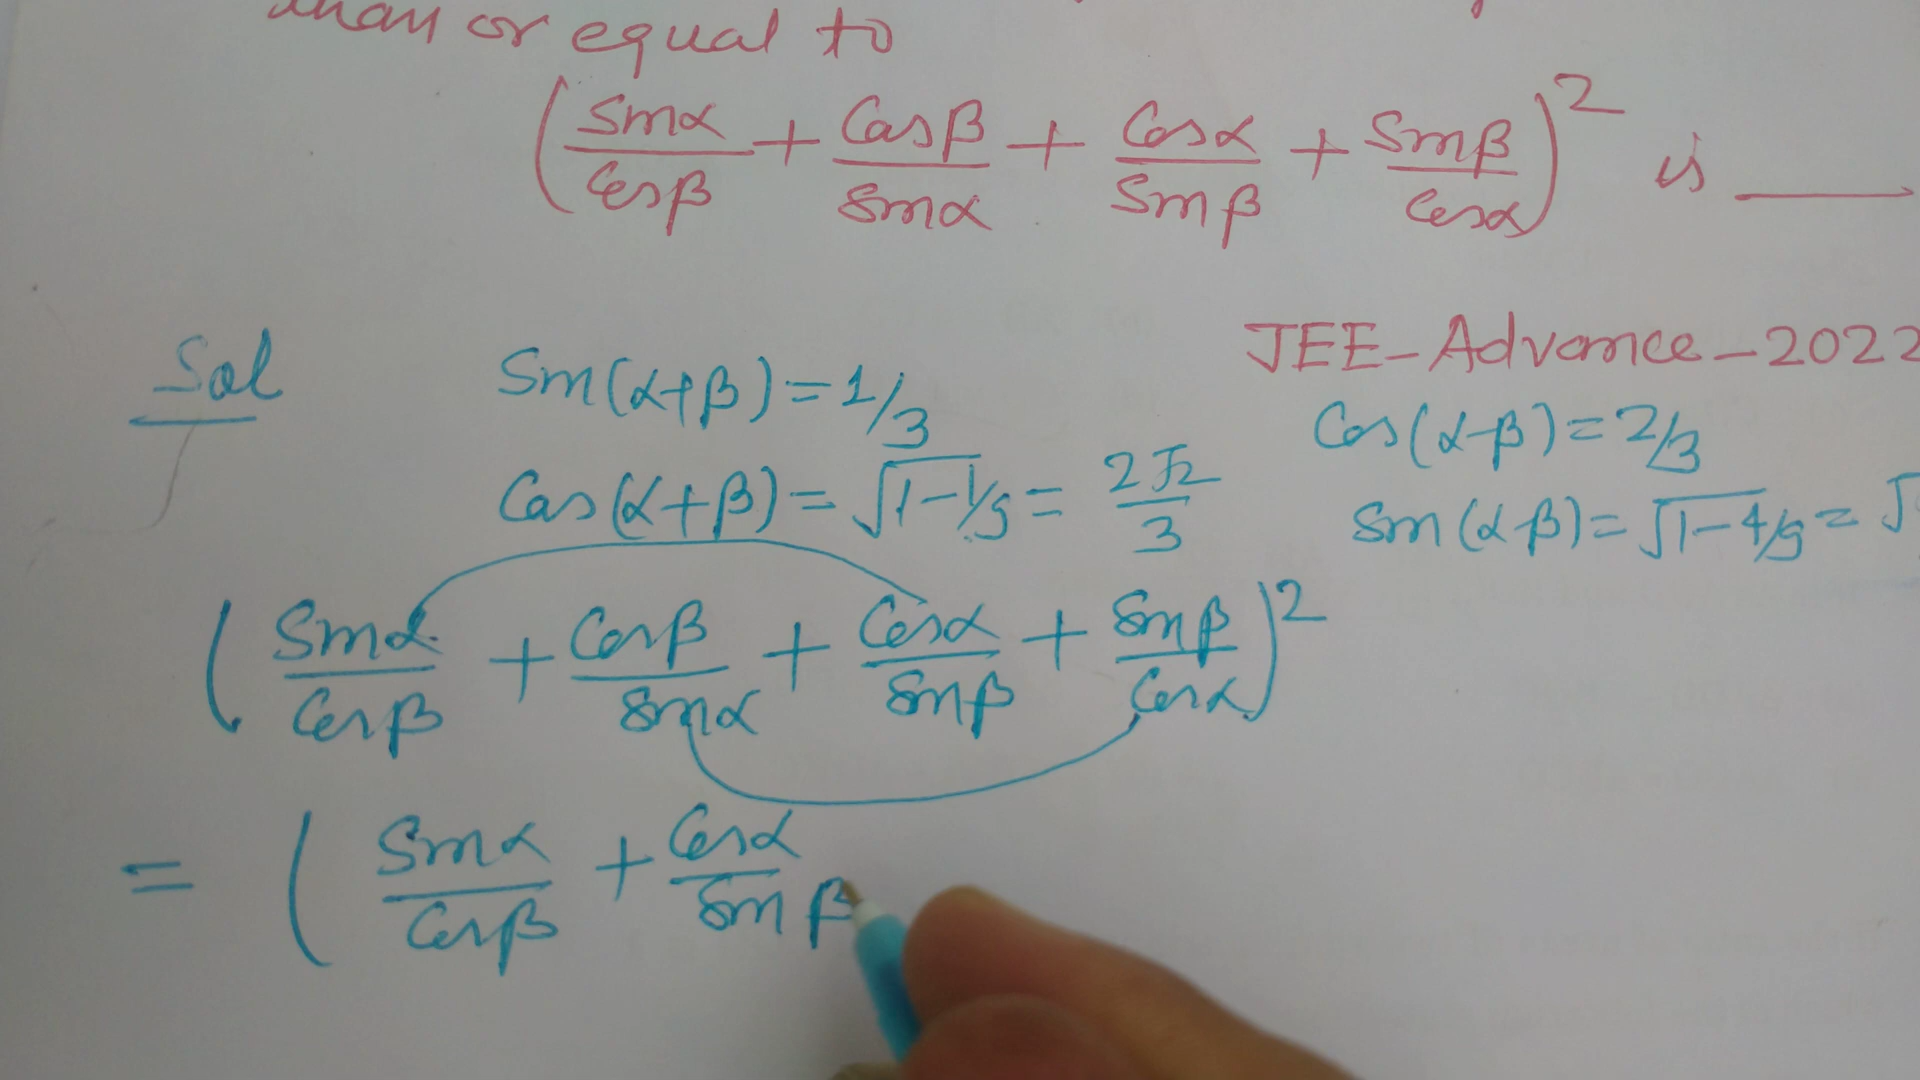 than or equal to
(Sinα/Cosβ + Cosβ/Sinα + Cosα/Sinβ + Sinβ/Cosα)² is ___
JEE-Advance-2022
Sol Sin(α+β) = 1/3
Cos(α-β) = 2/3
Cos(α+β) = √1-1/9 = 2√2/3
Sin(α-β) = √1-4/9 = √
(Sinα/Cosβ + Cosβ/Sinα + Cosα/Sinβ + Sinβ/Cosα)²
= (Sinα/Cosβ + Cosα/Sinβ